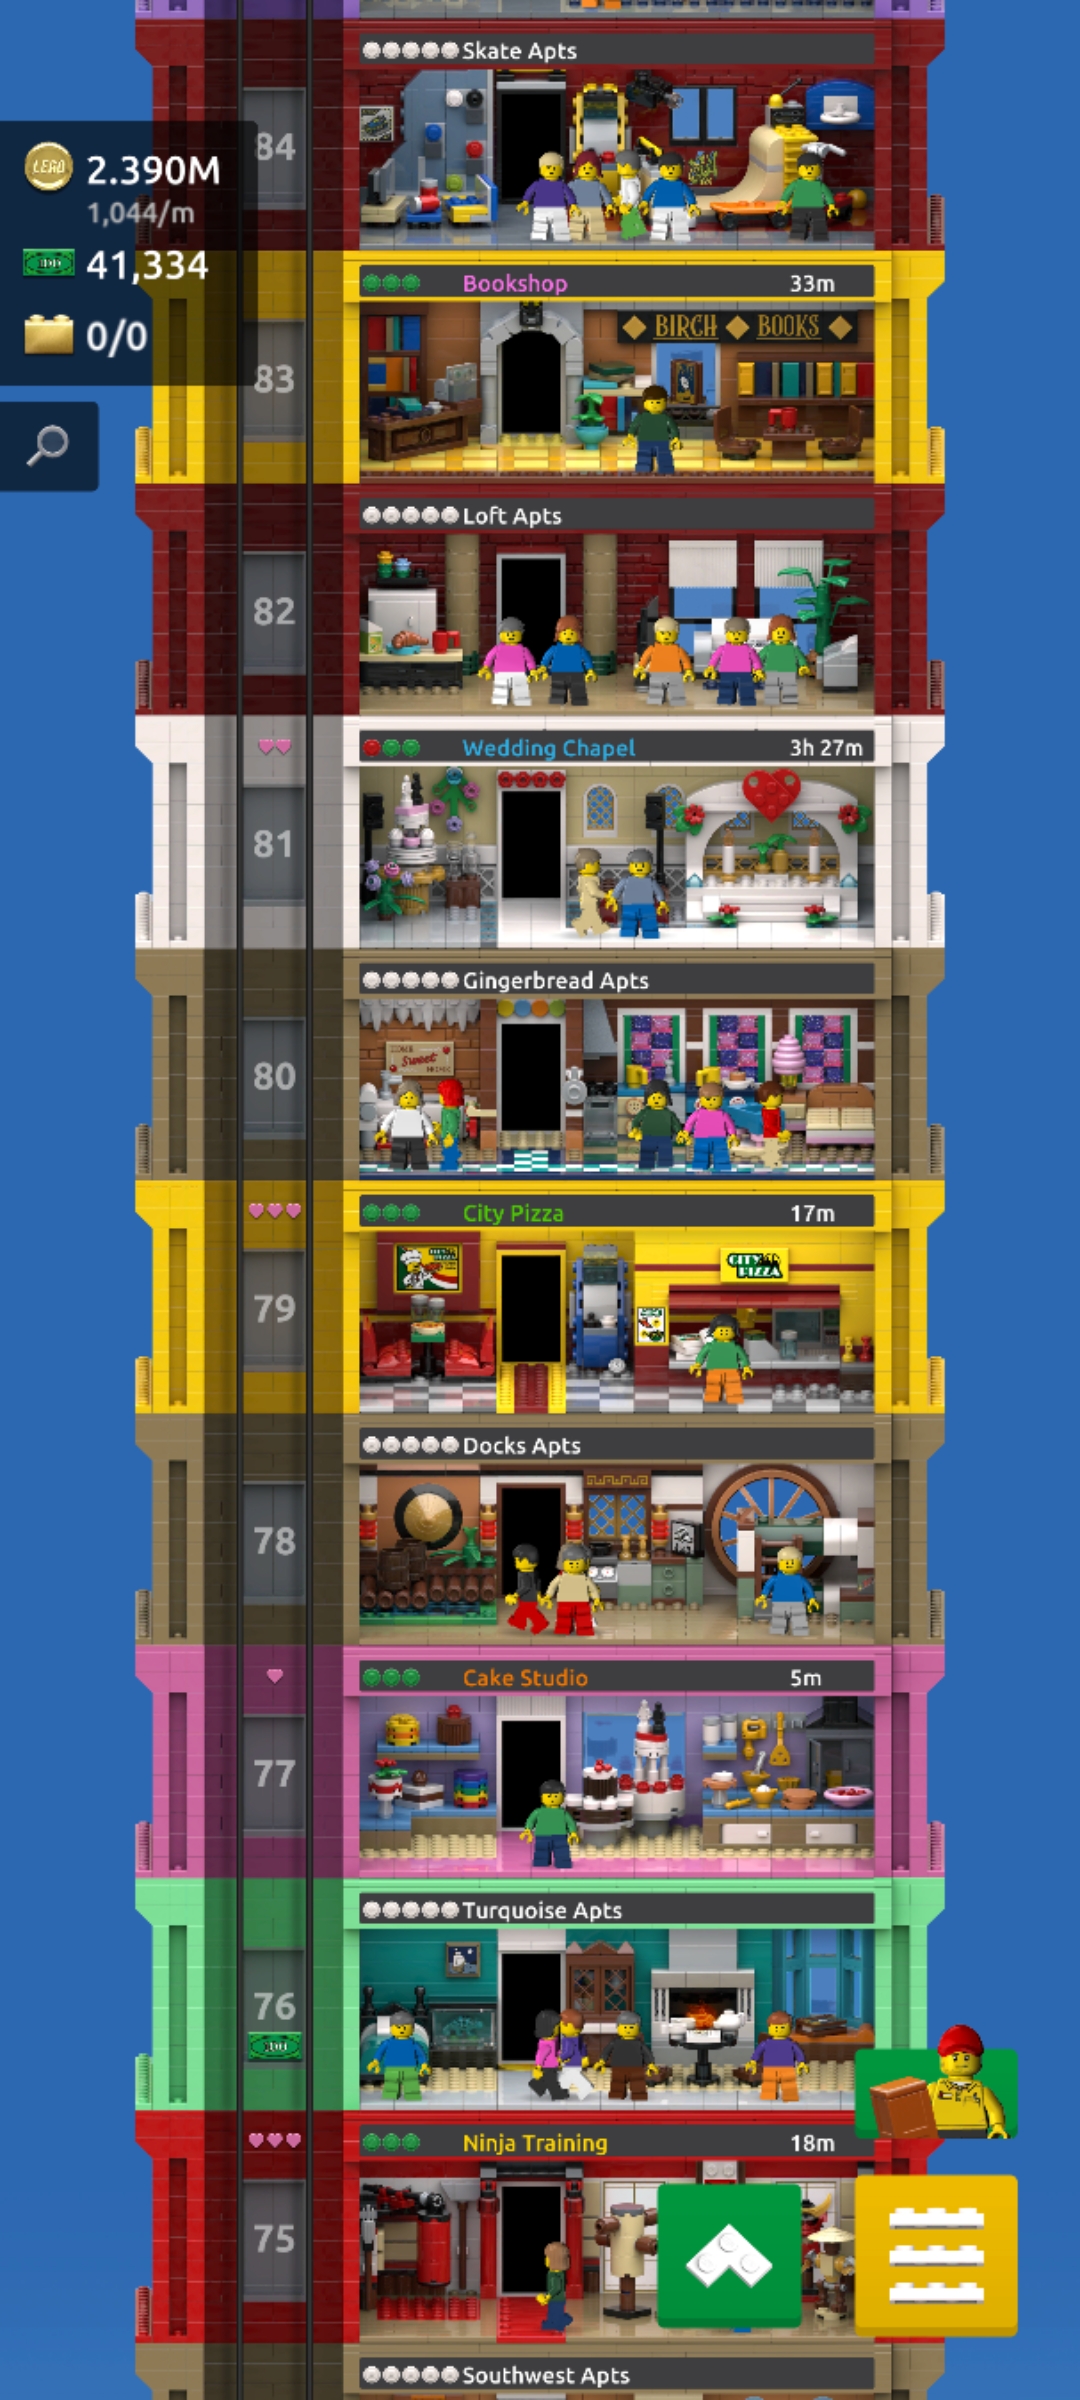 Skate Apts
84
LEGO
2.390M
1,044/m
41,334
0/0
Bookshop 33m
BIRCH BOOKS
83
Loft Apts
82
Wedding Chapel 3h 27m
81
Gingerbread Apts
HOME
Sweet
80
City Pizza 17m
CITY
PIZZA
79
Docks Apts
78
Cake Studio 5m
77
Turquoise Apts
76
100
Ninja Training 18m
75
Southwest Apts